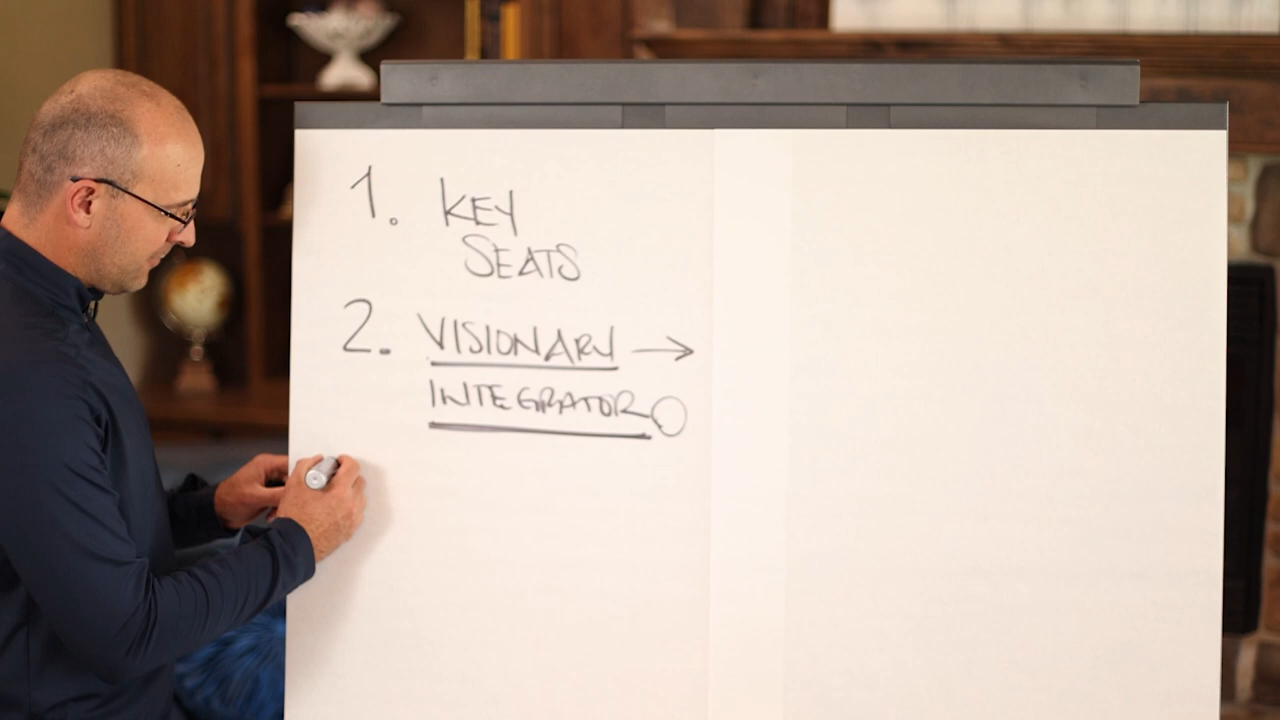 1. KEY
SEATS
2. VISIONARY →
INTEGRATOR